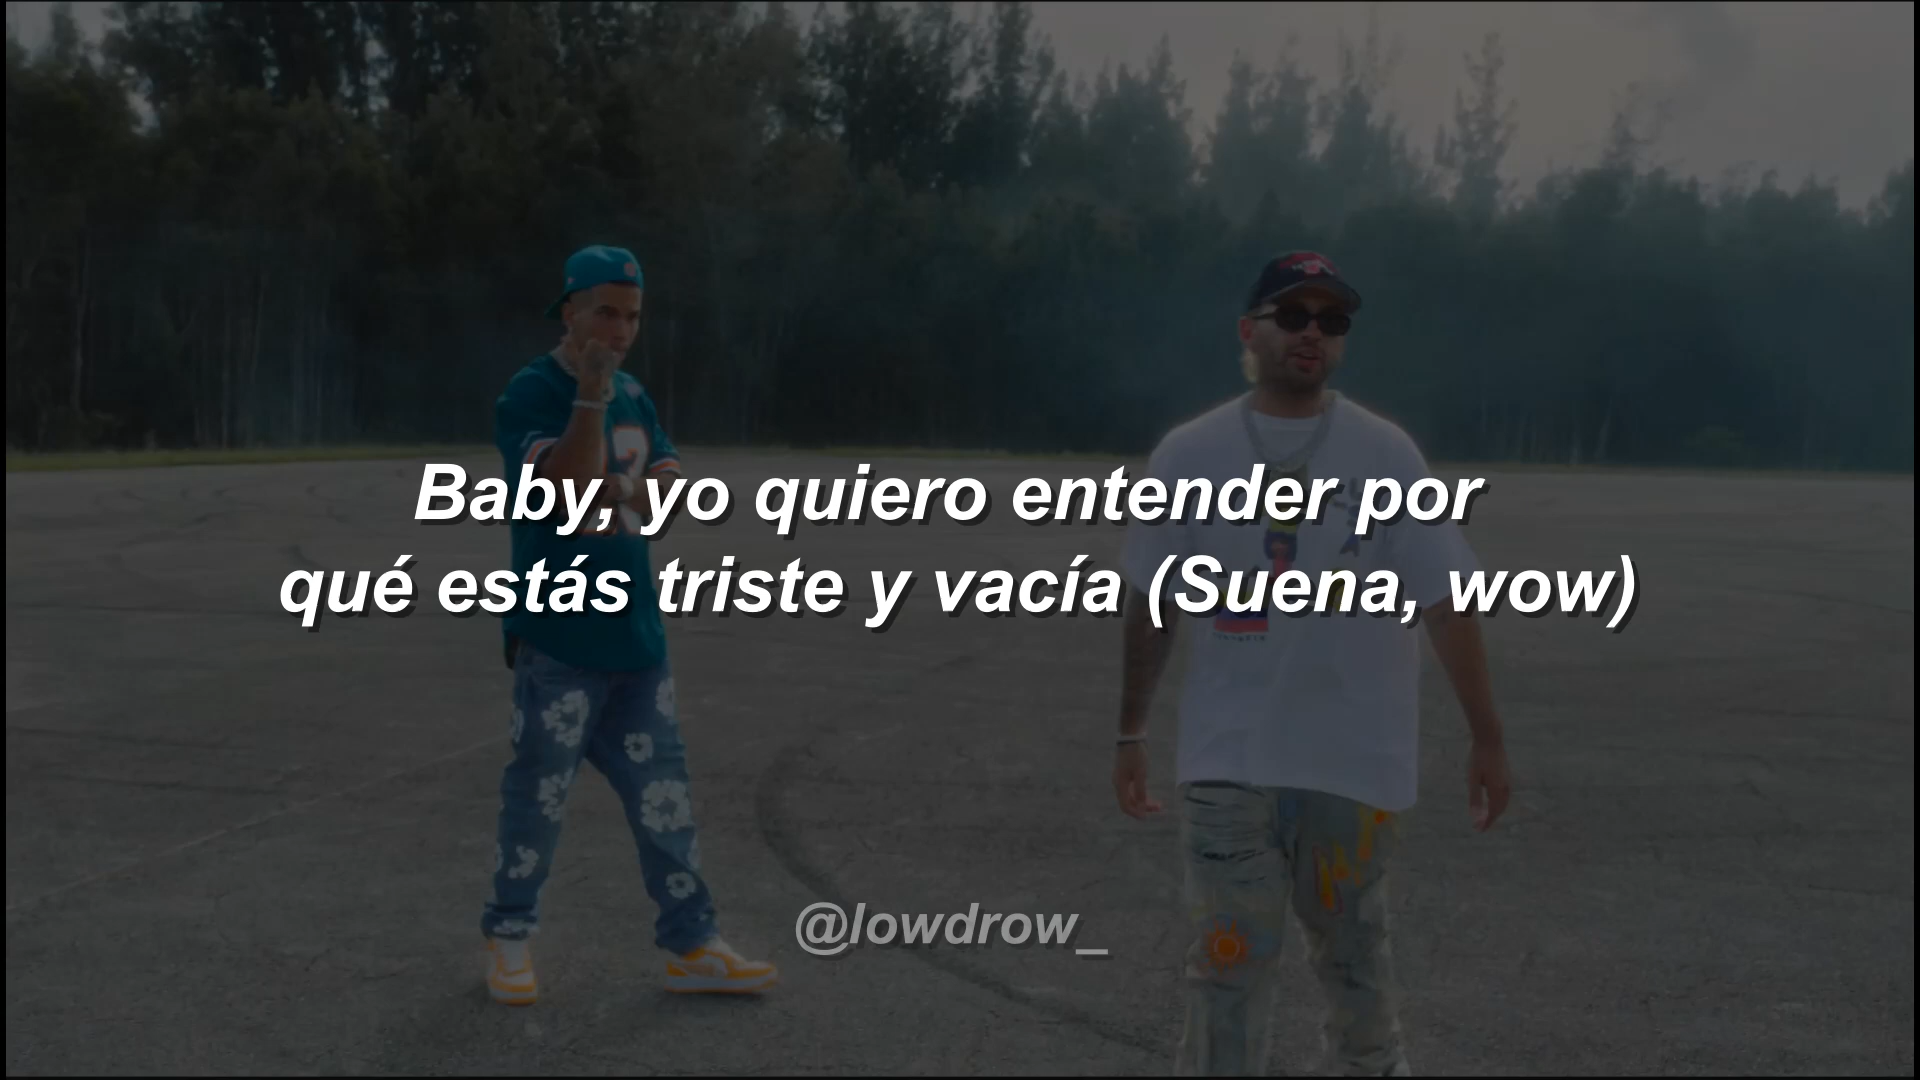 Baby, yo quiero entender por
qué estás triste y vacía (Suena, wow)
@lowdrow_